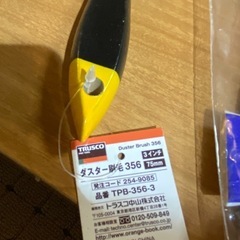 TRUSCO
Duster Brush 356
ダスター刷毛 356
3インチ
75mm
発注コード 254-9085
品番 TPB-356-3
トラスコ中山株式会社
0120-509-849
http://www.orange-book.com/